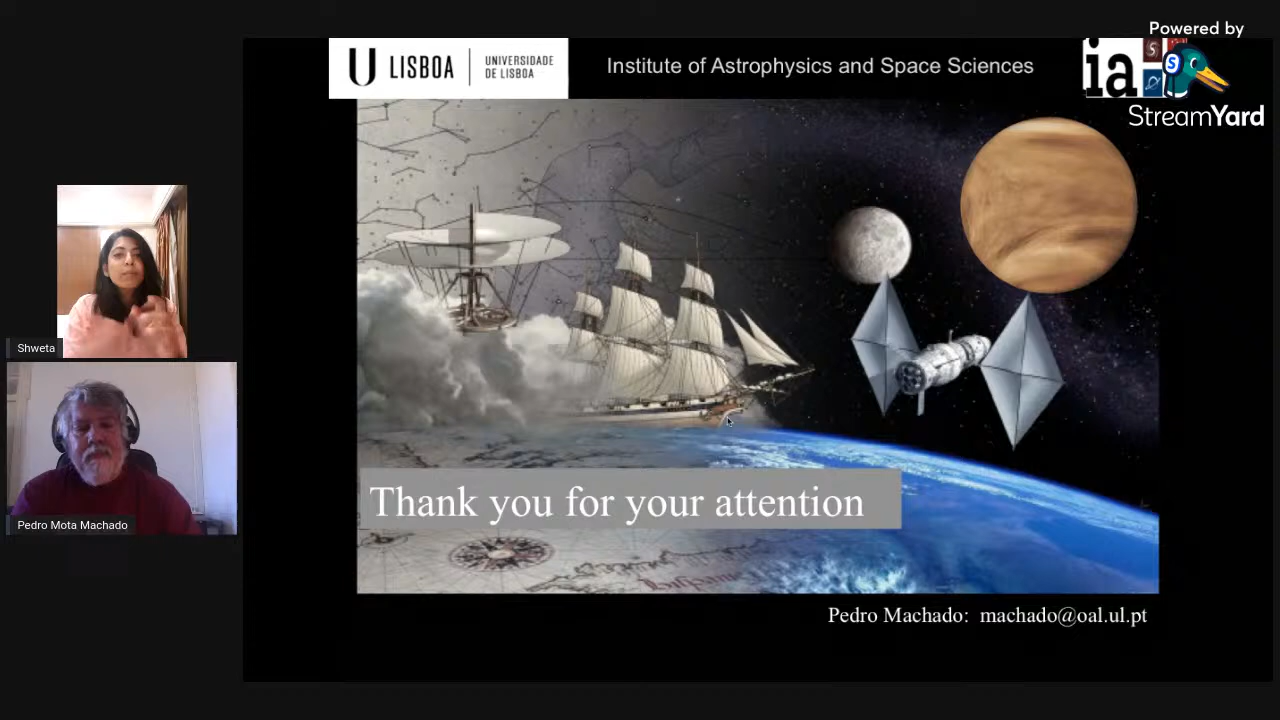 Powered by
StreamYard
U LISBOA
UNIVERSIDADE
DE LISBOA
Institute of Astrophysics and Space Sciences
ia
S
S
Shweta
Pedro Mota Machado
Thank you for your attention
Pedro Machado: machado@oal.ul.pt